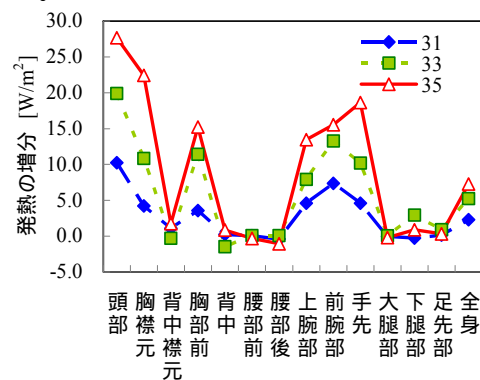 発熱の増分 [W/m²]
30.0
25.0
20.0
15.0
10.0
5.0
0.0
-5.0
31
33
35
頭部
胸襟元
背中襟元
胸部前
背中
腰部前
腰部後
上腕部
前腕部
手先
大腿部
下腿部
足先部
全身